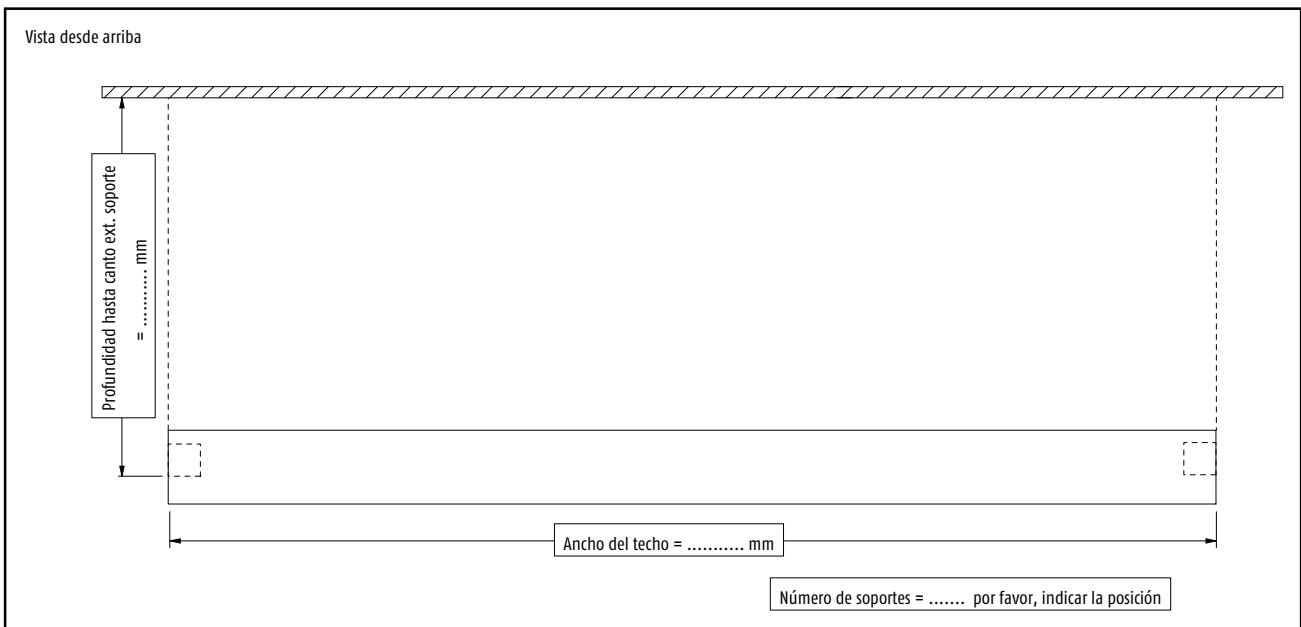 Vista desde arriba
Profundidad hasta canto ext. soporte
= ............ mm
Ancho del techo = ........... mm
Número de soportes = ....... por favor, indicar la posición